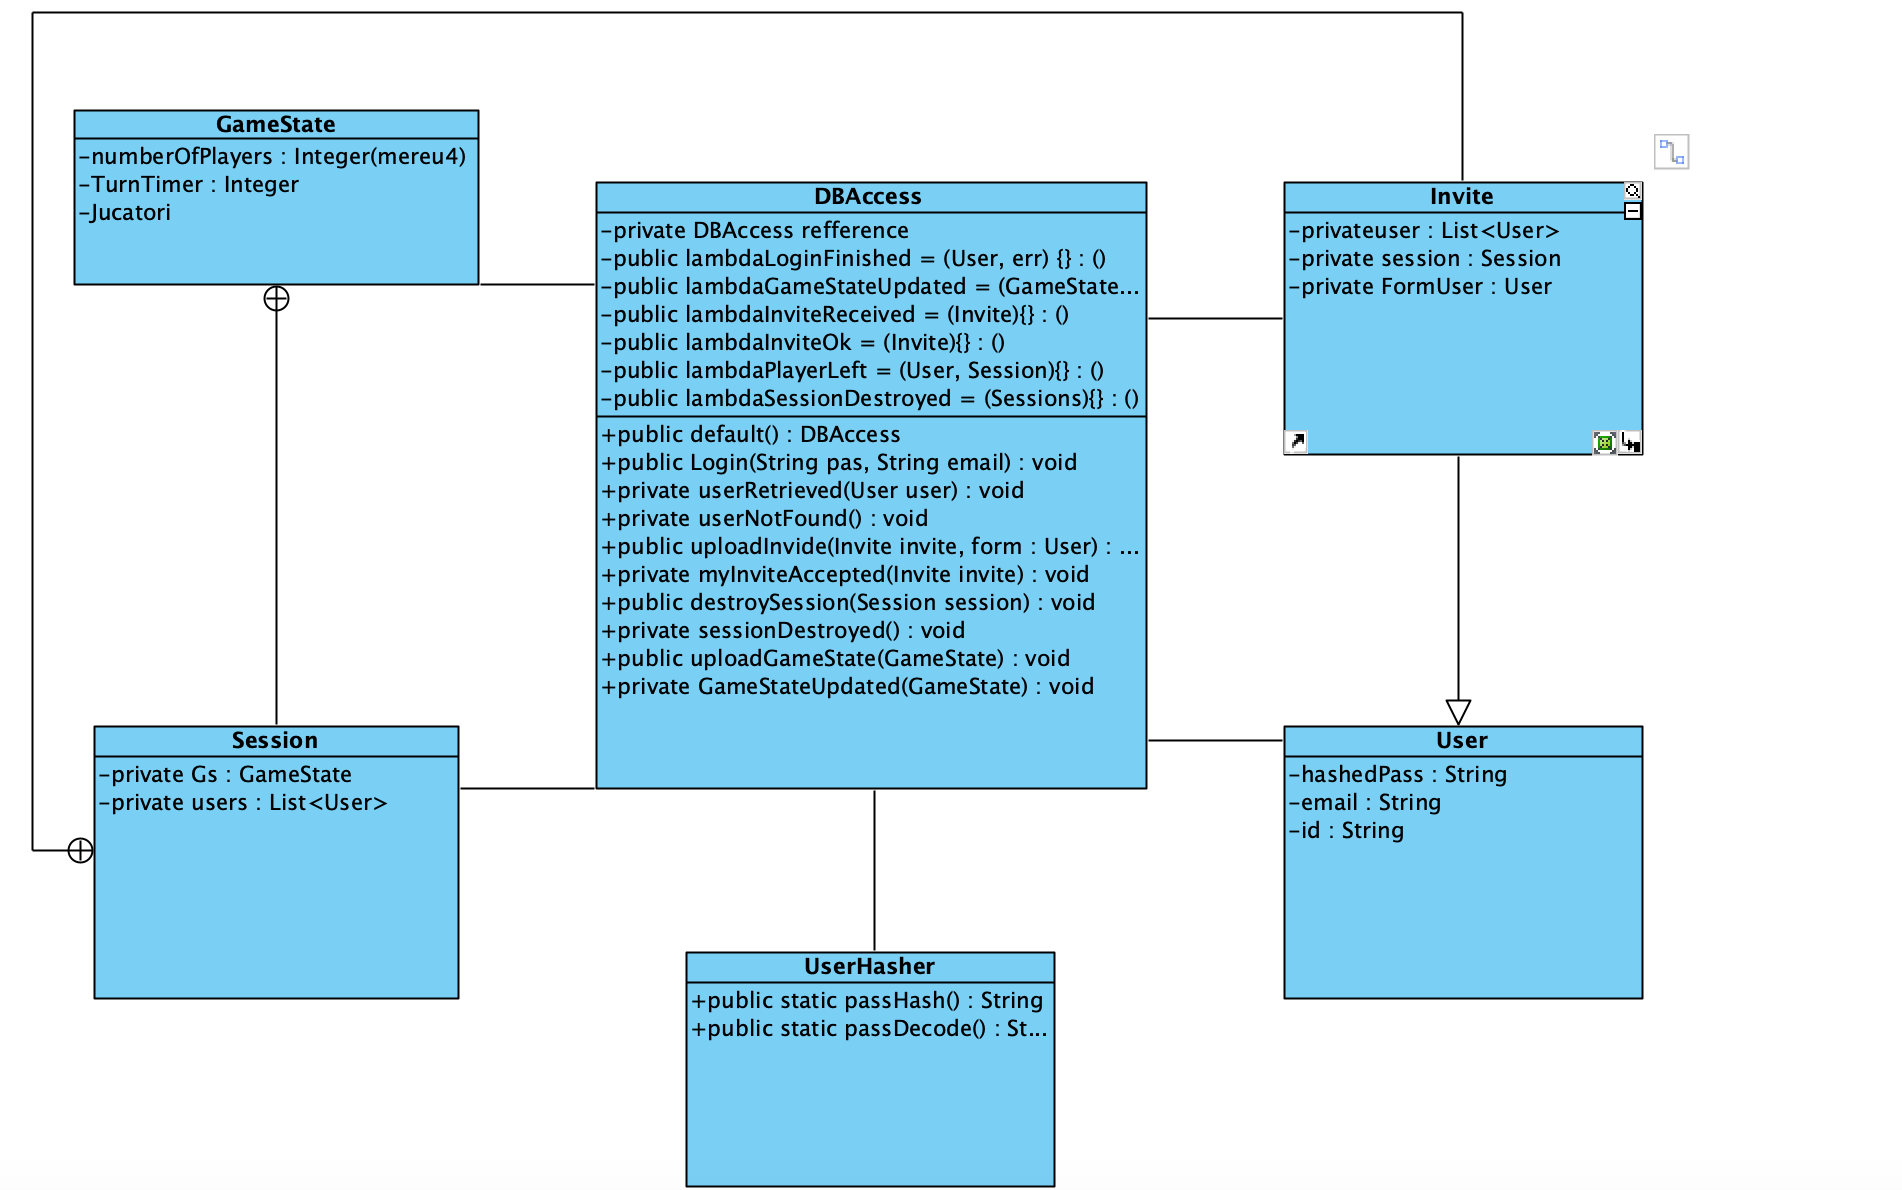 GameState
-numberOfPlayers : Integer(mereu4)
-TurnTimer : Integer
-Jucatori
DBAccess
-private DBAccess refference
-public lambdaLoginFinished = (User, err) {} : ()
-public lambdaGameStateUpdated = (GameState...
-public lambdaInviteReceived = (Invite){} : ()
-public lambdaInviteOk = (Invite){} : ()
-public lambdaPlayerLeft = (User, Session){} : ()
-public lambdaSessionDestroyed = (Sessions){} : ()
+public default() : DBAccess
+public Login(String pas, String email) : void
+private userRetrieved(User user) : void
+private userNotFound() : void
+public uploadInvide(Invite invite, form : User) : ...
+private myInviteAccepted(Invite invite) : void
+public destroySession(Session session) : void
+private sessionDestroyed() : void
+public uploadGameState(GameState) : void
+private GameStateUpdated(GameState) : void
Invite
-privateuser : List<User>
-private session : Session
-private FormUser : User
Session
-private Gs : GameState
-private users : List<User>
User
-hashedPass : String
-email : String
-id : String
UserHasher
+public static passHash() : String
+public static passDecode() : St...